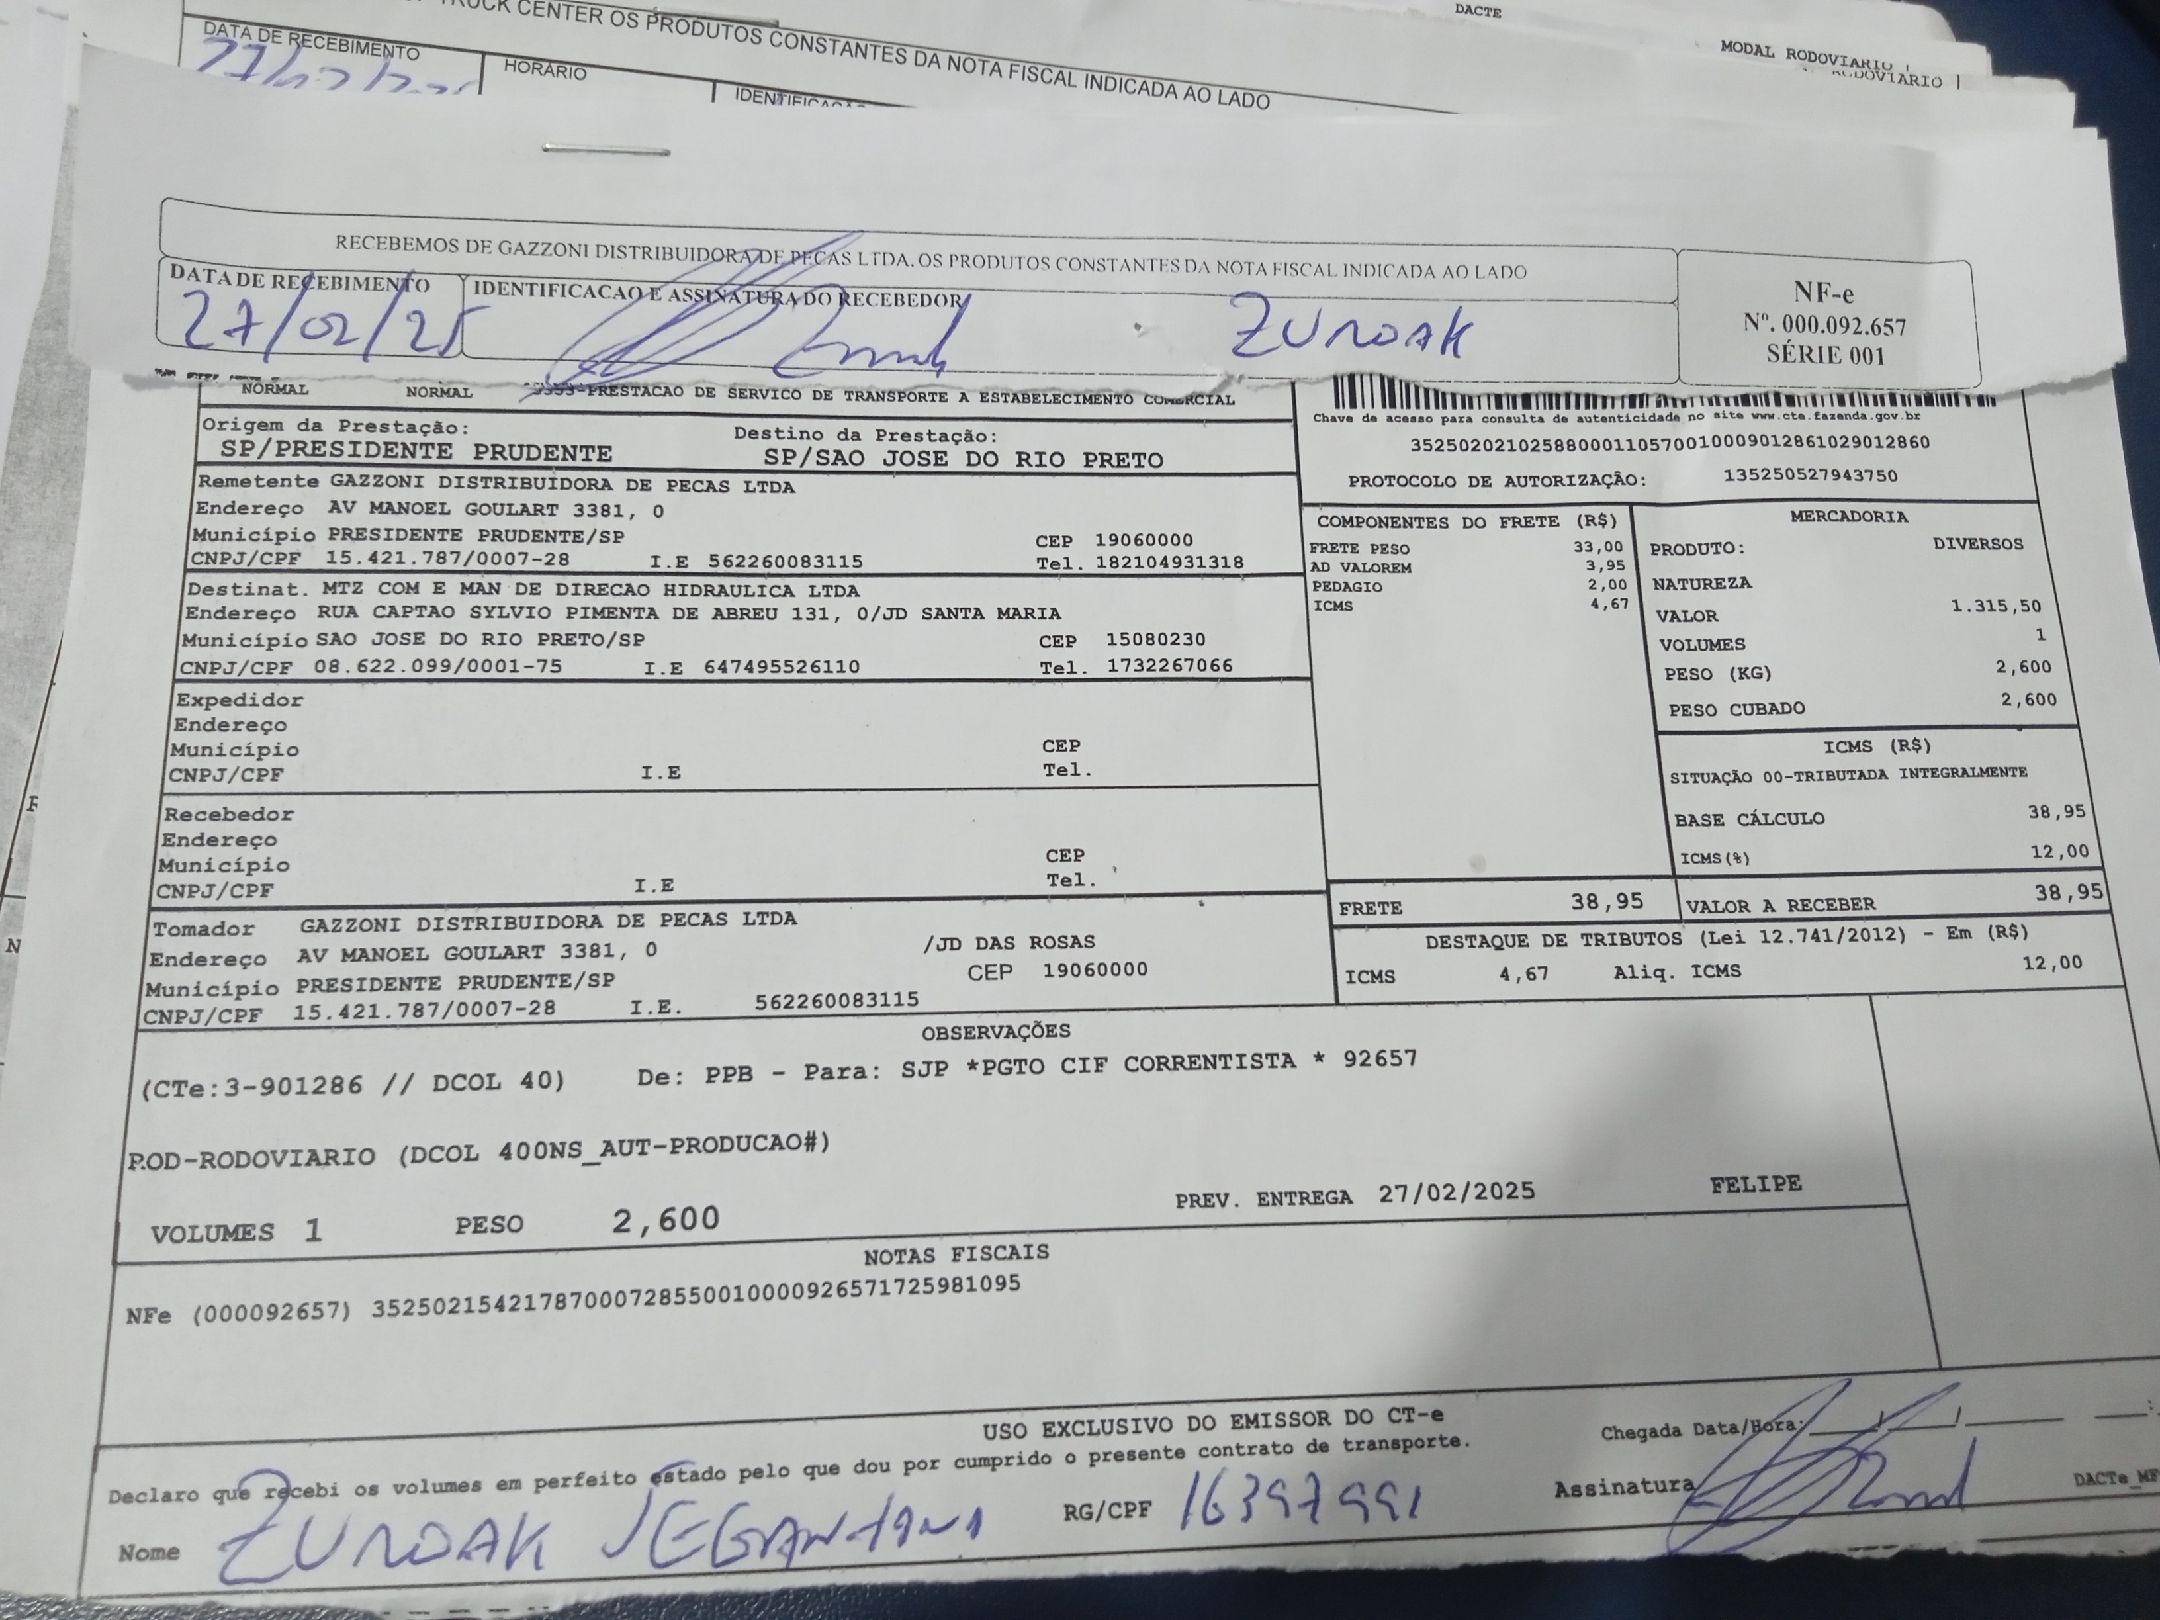 TRUCK CENTER OS PRODUTOS CONSTANTES DA NOTA FISCAL INDICADA AO LADO
DACTE
MODAL RODOVIARIO
RODOVIARIO
DATA DE RECEBIMENTO
HORÁRIO
RECEBEMOS DE GAZZONI DISTRIBUIDORA DE PECAS LTDA. OS PRODUTOS CONSTANTES DA NOTA FISCAL INDICADA AO LADO
DATA DE RECEBIMENTO IDENTIFICACAO E ASSINATURA DO RECEBEDOR
27/02/25 ZURDAK
NF-e
Nº. 000.092.657
SÉRIE 001
NORMAL NORMAL PRESTACAO DE SERVICO DE TRANSPORTE A ESTABELECIMENTO COMERCIAL
Origem da Prestação: Destino da Prestação:
SP/PRESIDENTE PRUDENTE SP/SAO JOSE DO RIO PRETO
Chave de acesso para consulta de autenticidade no site www.cte.fazenda.gov.br
35250202102588000110570010009012861029012860
PROTOCOLO DE AUTORIZAÇÃO: 135250527943750
Remetente GAZZONI DISTRIBUIDORA DE PECAS LTDA
Endereço AV MANOEL GOULART 3381, 0
Município PRESIDENTE PRUDENTE/SP CEP 19060000
CNPJ/CPF 15.421.787/0007-28 I.E 562260083115 Tel. 182104931318
Destinat. MTZ COM E MAN DE DIRECAO HIDRAULICA LTDA
Endereço RUA CAPTAO SYLVIO PIMENTA DE ABREU 131, 0/JD SANTA MARIA
Município SAO JOSE DO RIO PRETO/SP CEP 15080230
CNPJ/CPF 08.622.099/0001-75 I.E 647495526110 Tel. 1732267066
Expedidor
Endereço
Município CEP
CNPJ/CPF I.E Tel.
Recebedor
Endereço
Município CEP
CNPJ/CPF I.E Tel.
Tomador GAZZONI DISTRIBUIDORA DE PECAS LTDA
Endereço AV MANOEL GOULART 3381, 0 /JD DAS ROSAS
Município PRESIDENTE PRUDENTE/SP CEP 19060000
CNPJ/CPF 15.421.787/0007-28 I.E. 562260083115
COMPONENTES DO FRETE (R$)
FRETE PESO 33,00
AD VALOREM 3,95
PEDAGIO 2,00
ICMS 4,67
MERCADORIA
PRODUTO: DIVERSOS
NATUREZA
VALOR 1.315,50
VOLUMES 1
PESO (KG) 2,600
PESO CUBADO 2,600
ICMS (R$)
SITUAÇÃO 00-TRIBUTADA INTEGRALMENTE
BASE CÁLCULO 38,95
ICMS(%) 12,00
FRETE 38,95 VALOR A RECEBER 38,95
DESTAQUE DE TRIBUTOS (Lei 12.741/2012) - Em (R$)
ICMS 4,67 Aliq. ICMS 12,00
OBSERVAÇÕES
(CTe:3-901286 // DCOL 40) De: PPB - Para: SJP *PGTO CIF CORRENTISTA * 92657
ROD-RODOVIARIO (DCOL 400NS_AUT-PRODUCAO#)
VOLUMES 1 PESO 2,600 PREV. ENTREGA 27/02/2025 FELIPE
NOTAS FISCAIS
NFe (000092657) 35250215421787000728550010000926571725981095
USO EXCLUSIVO DO EMISSOR DO CT-e
Declaro que recebi os volumes em perfeito estado pelo que dou por cumprido o presente contrato de transporte.
Chegada Data/Hora:
Nome ZURDAK RG/CPF 16397991 Assinatura